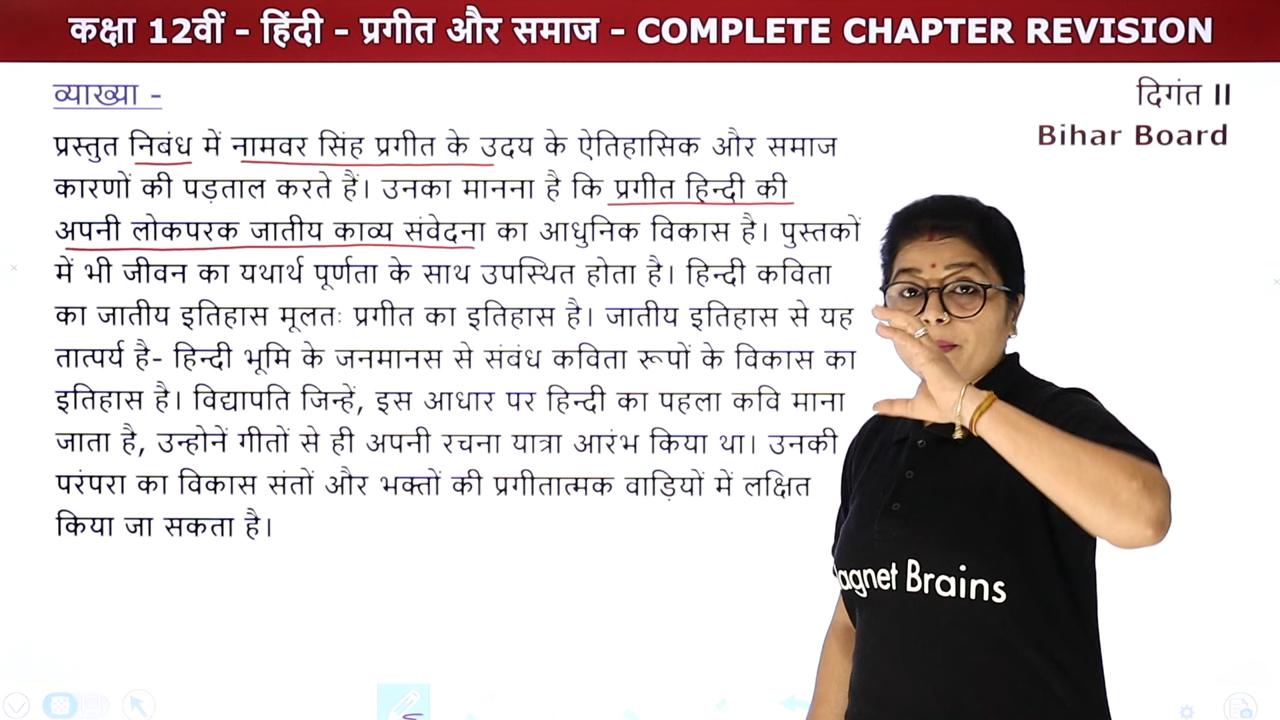 कक्षा 12वीं - हिंदी - प्रगीत और समाज - COMPLETE CHAPTER REVISION
व्याख्या -
दिगंत II
Bihar Board
प्रस्तुत निबंध में नामवर सिंह प्रगीत के उदय के ऐतिहासिक और समाज
कारणों की पड़ताल करते हैं। उनका मानना है कि प्रगीत हिन्दी की
अपनी लोकपरक जातीय काव्य संवेदना का आधुनिक विकास है। पुस्तकों
में भी जीवन का यथार्थ पूर्णता के साथ उपस्थित होता है। हिन्दी कविता
का जातीय इतिहास मूलतः प्रगीत का इतिहास है। जातीय इतिहास से यह
तात्पर्य है- हिन्दी भूमि के जनमानस से संबंध कविता रूपों के विकास का
इतिहास है। विद्यापति जिन्हें, इस आधार पर हिन्दी का पहला कवि माना
जाता है, उन्होनें गीतों से ही अपनी रचना यात्रा आरंभ किया था। उनकी
परंपरा का विकास संतों और भक्तों की प्रगीतात्मक वाड़ियों में लक्षित
किया जा सकता है।
agnet Brains